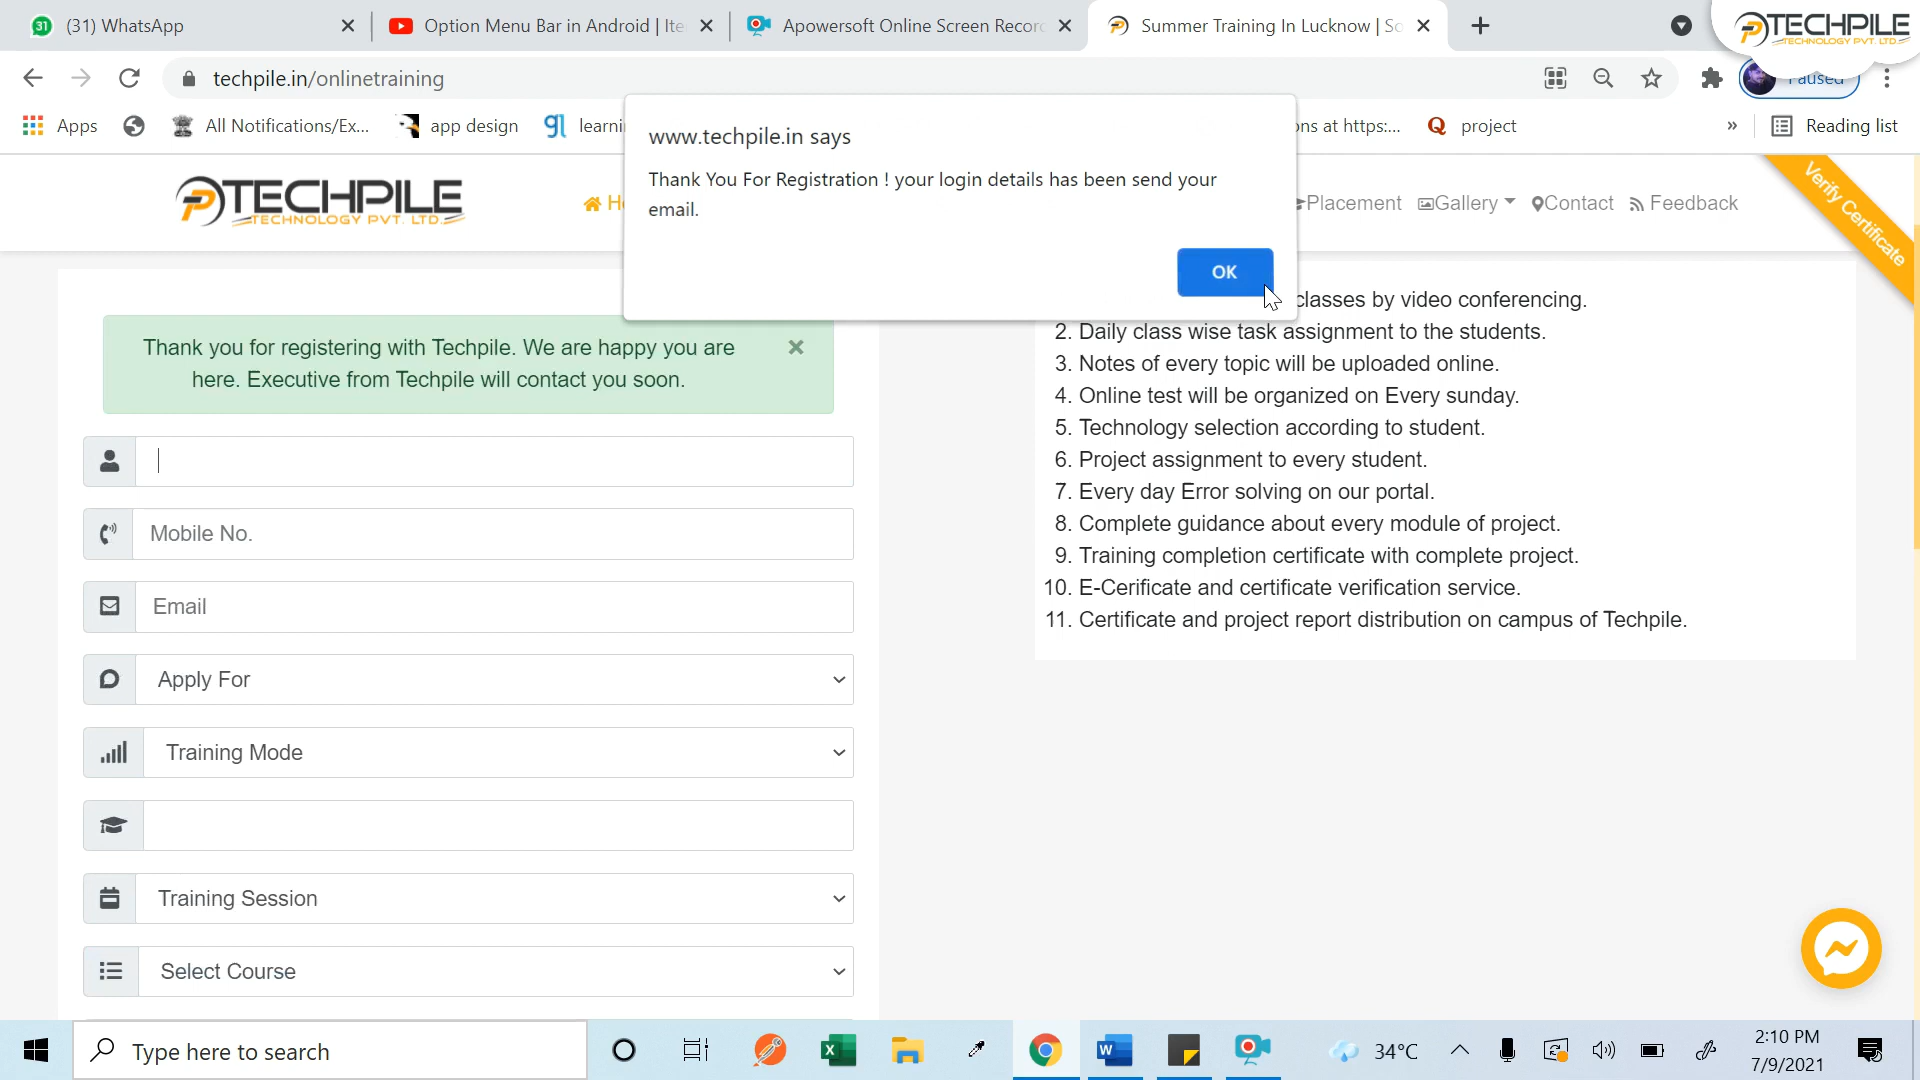 31 (31) WhatsApp
Option Menu Bar in Android | Ite
Apowersoft Online Screen Recor
Summer Training In Lucknow | So
TECHPILE
TECHNOLOGY PVT. LTD.
techpile.in/onlinetraining
Paused
Apps
All Notifications/Ex...
app design
gl learni
ons at https:...
Q project
»
Reading list
www.techpile.in says
Thank You For Registration ! your login details has been send your
email.
OK
TECHPILE
TECHNOLOGY PVT. LTD.
Placement
Gallery
Contact
Feedback
Verify Certificate
Thank you for registering with Techpile. We are happy you are
here. Executive from Techpile will contact you soon.
Mobile No.
Email
Apply For
Training Mode
Training Session
Select Course
classes by video conferencing.
2. Daily class wise task assignment to the students.
3. Notes of every topic will be uploaded online.
4. Online test will be organized on Every sunday.
5. Technology selection according to student.
6. Project assignment to every student.
7. Every day Error solving on our portal.
8. Complete guidance about every module of project.
9. Training completion certificate with complete project.
10. E-Cerificate and certificate verification service.
11. Certificate and project report distribution on campus of Techpile.
Type here to search
34°C
2:10 PM
7/9/2021